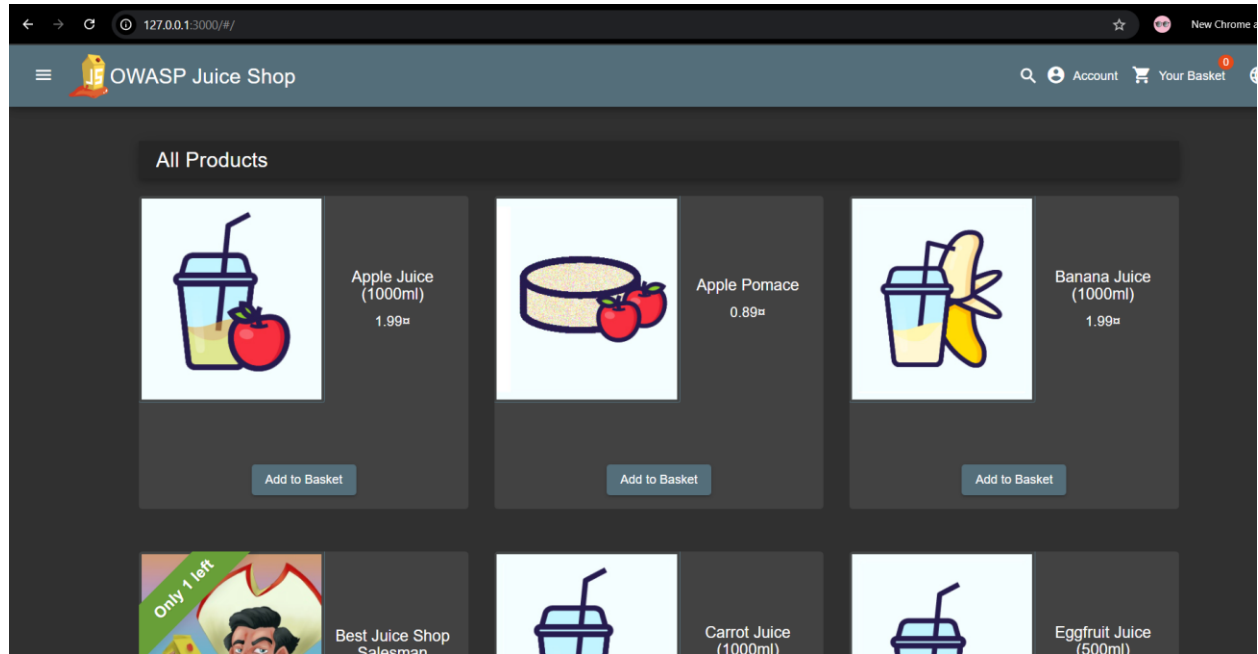 127.0.0.1:3000/#/
New Chrome a
OWASP Juice Shop
Account
Your Basket
0
All Products
Apple Juice
(1000ml)
1.99¤
Add to Basket
Apple Pomace
0.89¤
Add to Basket
Banana Juice
(1000ml)
1.99¤
Add to Basket
Only 1 left
Best Juice Shop
Salesman
Carrot Juice
(1000ml)
Eggfruit Juice
(500ml)
JS